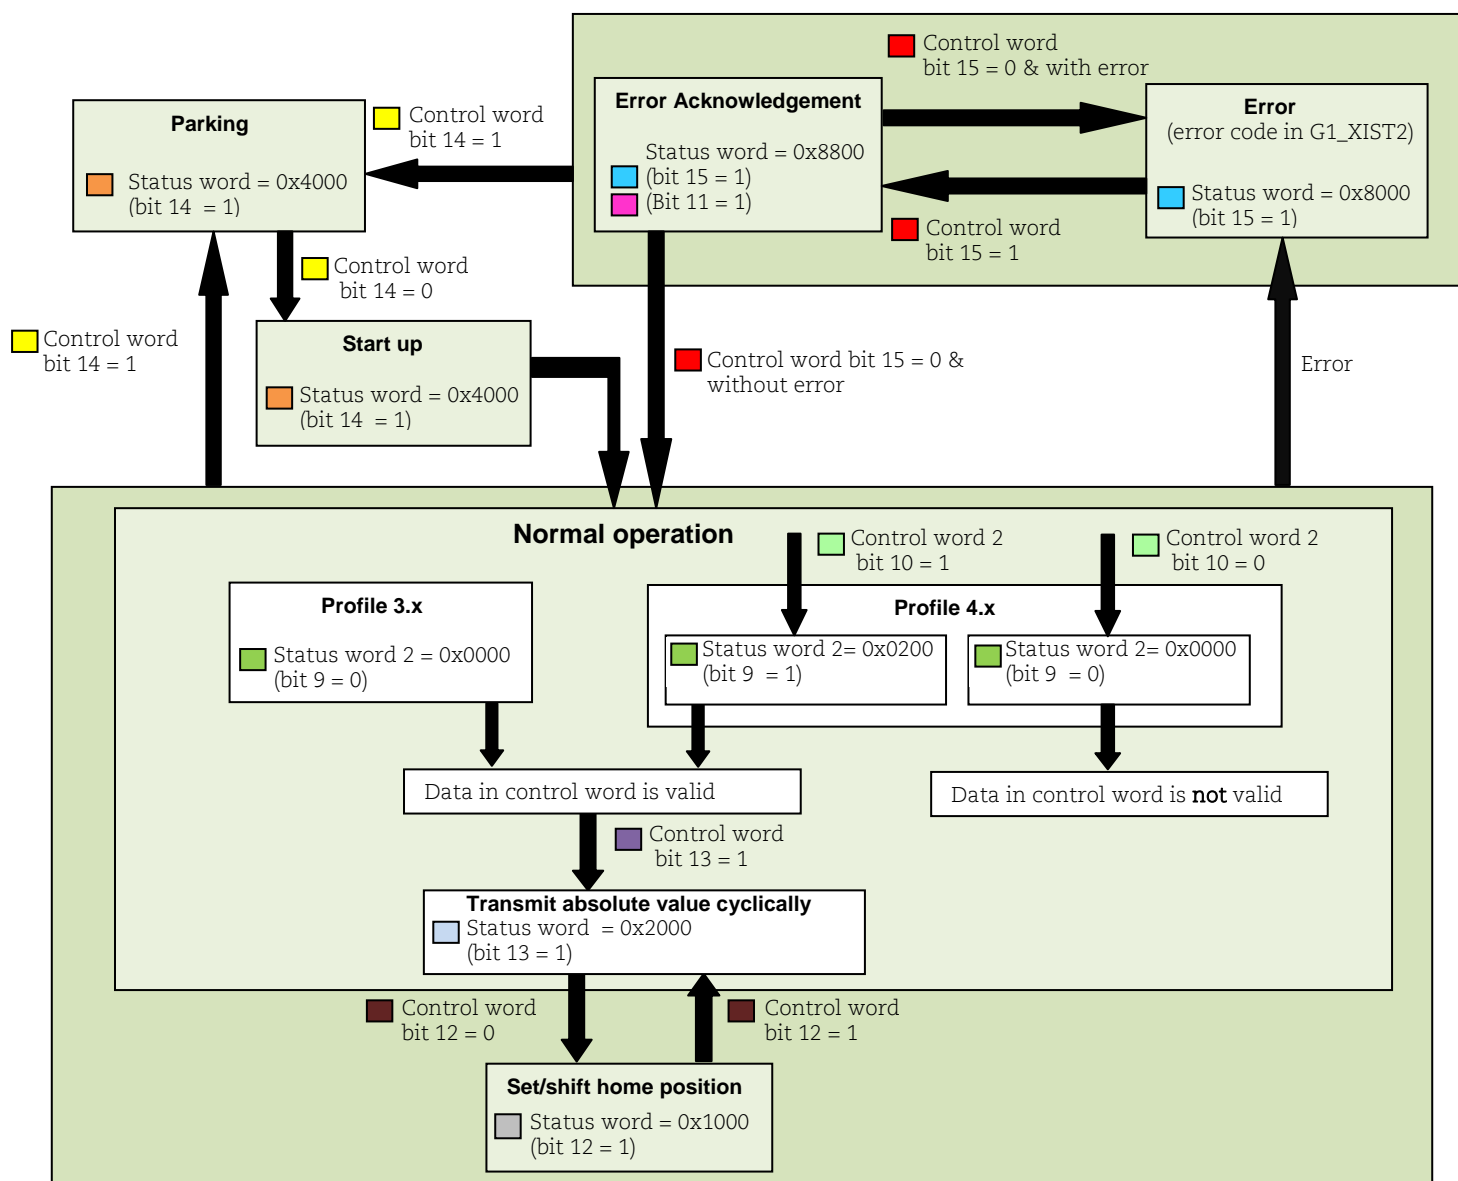 Control word
bit 15 = 0 & with error
Parking
Status word = 0x4000
(bit 14  = 1)
Control word
bit 14 = 1
Error Acknowledgement
Status word = 0x8800
(bit 15 = 1)
(Bit 11 = 1)
Error
(error code in G1_XIST2)
Status word = 0x8000
(bit 15 = 1)
Control word
bit 15 = 1
Control word
bit 14 = 0
Control word
bit 14 = 1
Start up
Status word = 0x4000
(bit 14  = 1)
Control word bit 15 = 0 &
without error
Error
Normal operation
Control word 2
bit 10 = 1
Control word 2
bit 10 = 0
Profile 3.x
Status word 2 = 0x0000
(bit 9 = 0)
Profile 4.x
Status word 2= 0x0200
(bit 9  = 1)
Status word 2= 0x0000
(bit 9  = 0)
Data in control word is valid
Data in control word is not valid
Control word
bit 13 = 1
Transmit absolute value cyclically
Status word  = 0x2000
(bit 13 = 1)
Control word
bit 12 = 0
Control word
bit 12 = 1
Set/shift home position
Status word = 0x1000
(bit 12 = 1)